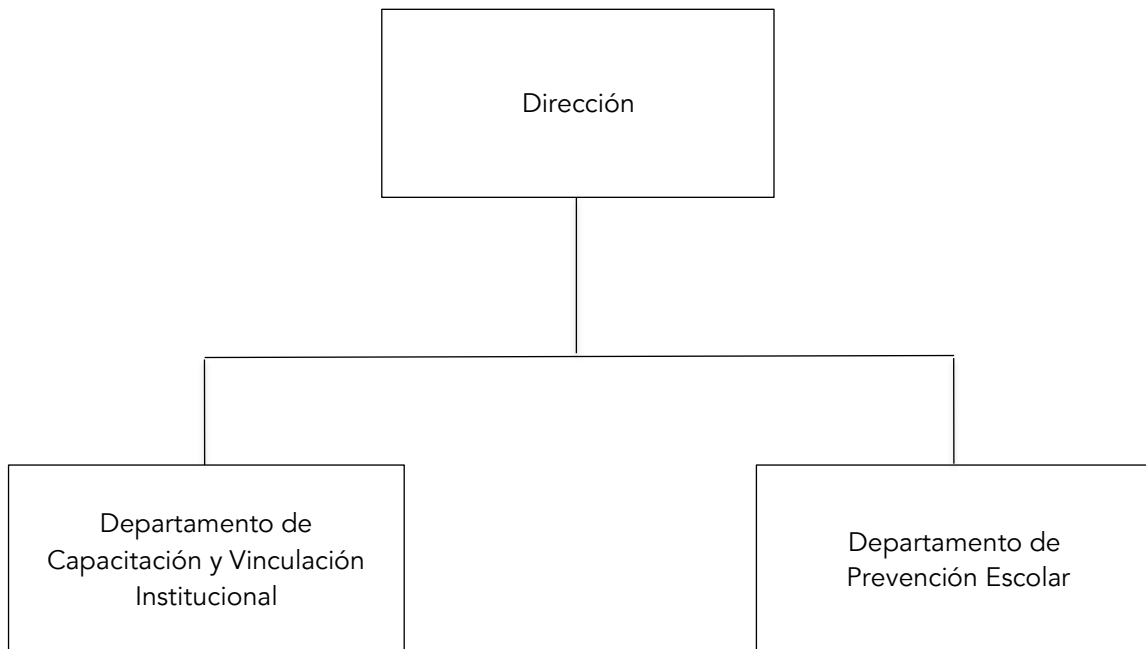 Dirección
Departamento de
Capacitación y Vinculación
Institucional
Departamento de
Prevención Escolar